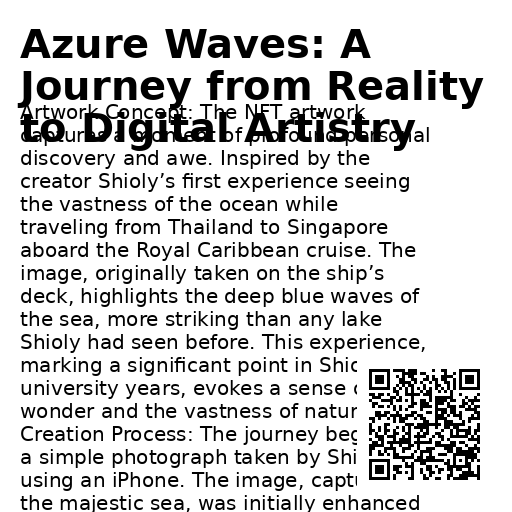 Azure Waves: A
Journey from Reality
to Digital Artistry
Artwork Concept: The NFT artwork
captures a moment of profound personal
discovery and awe. Inspired by the
creator Shioly’s first experience seeing
the vastness of the ocean while
traveling from Thailand to Singapore
aboard the Royal Caribbean cruise. The
image, originally taken on the ship’s
deck, highlights the deep blue waves of
the sea, more striking than any lake
Shioly had seen before. This experience,
marking a significant point in
university years, evokes a sense
wonder and the vastness of
Creation Process: The journey
a simple photograph taken by
using an iPhone. The image,
the majestic sea, was initially enhanced